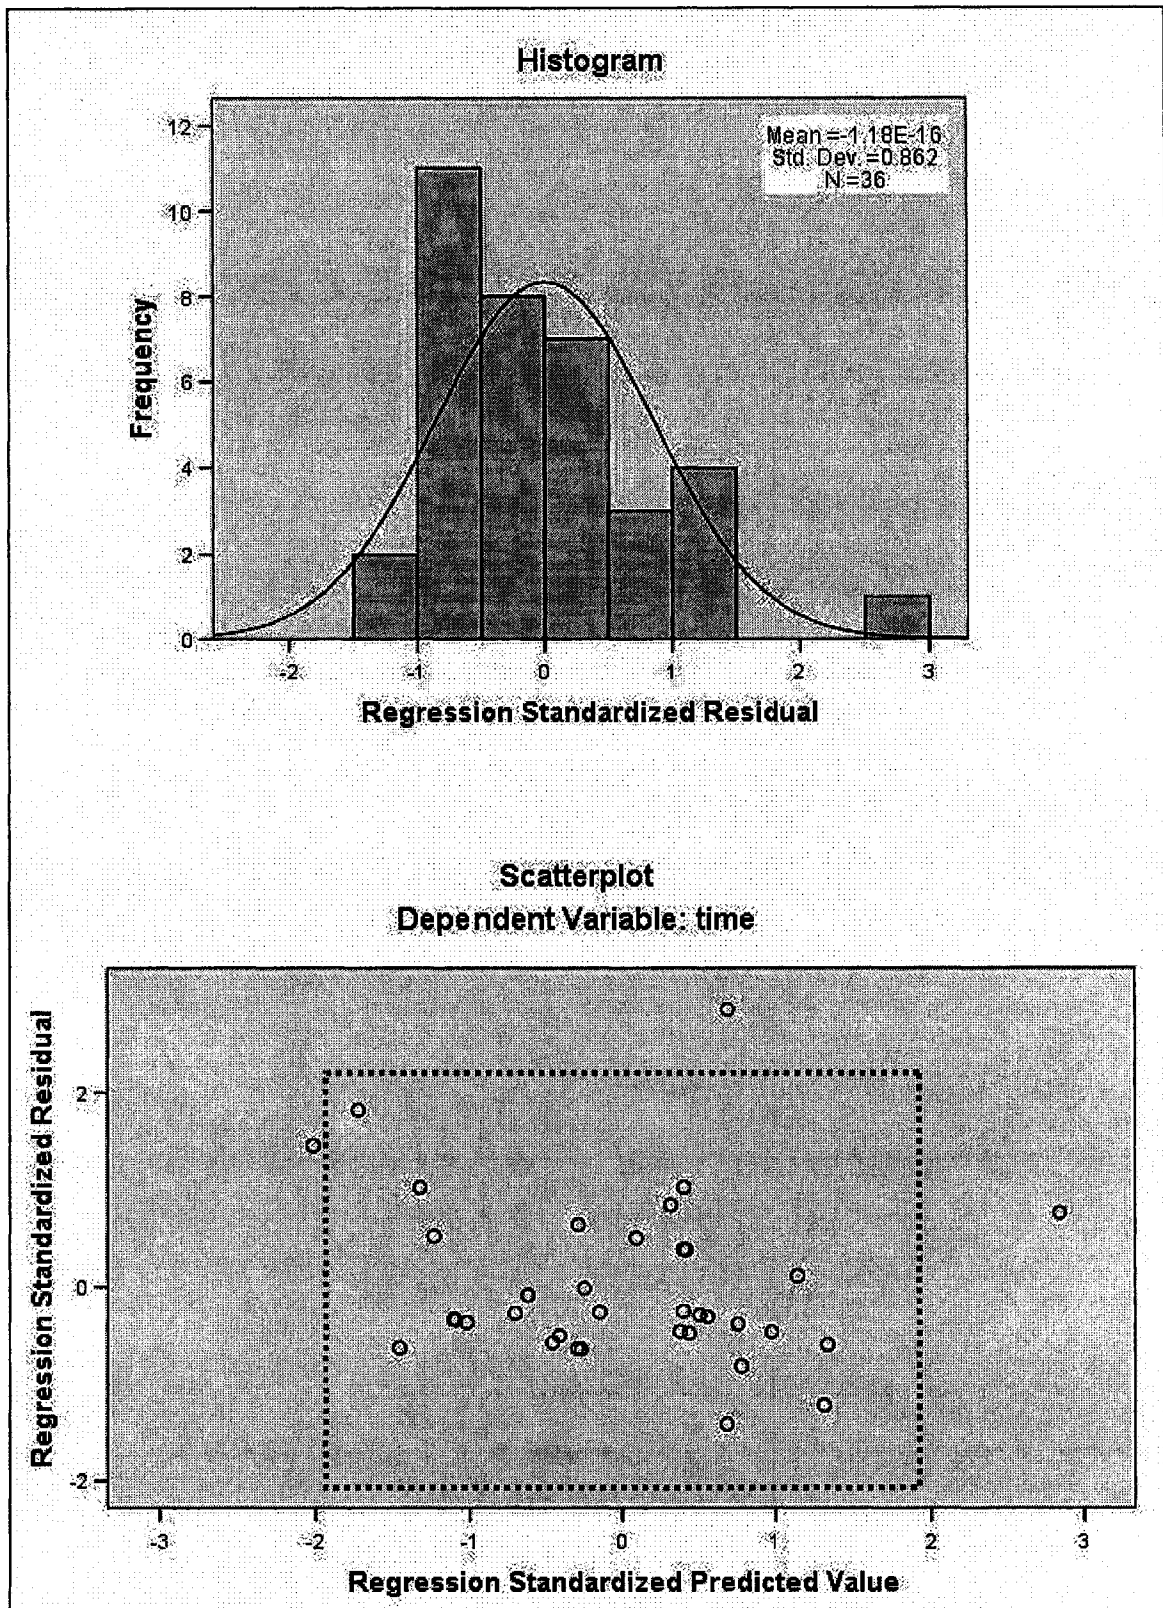 Histogram
12
10
8
6
4
2
0
Frequency
Mean =-1.18E-16
Std. Dev. =0.862
N =36
-2
-1
0
1
2
3
Regression Standardized Residual
Scatterplot
Dependent Variable: time
Regression Standardized Residual
2
0
-2
-3
-2
-1
0
1
2
3
Regression Standardized Predicted Value